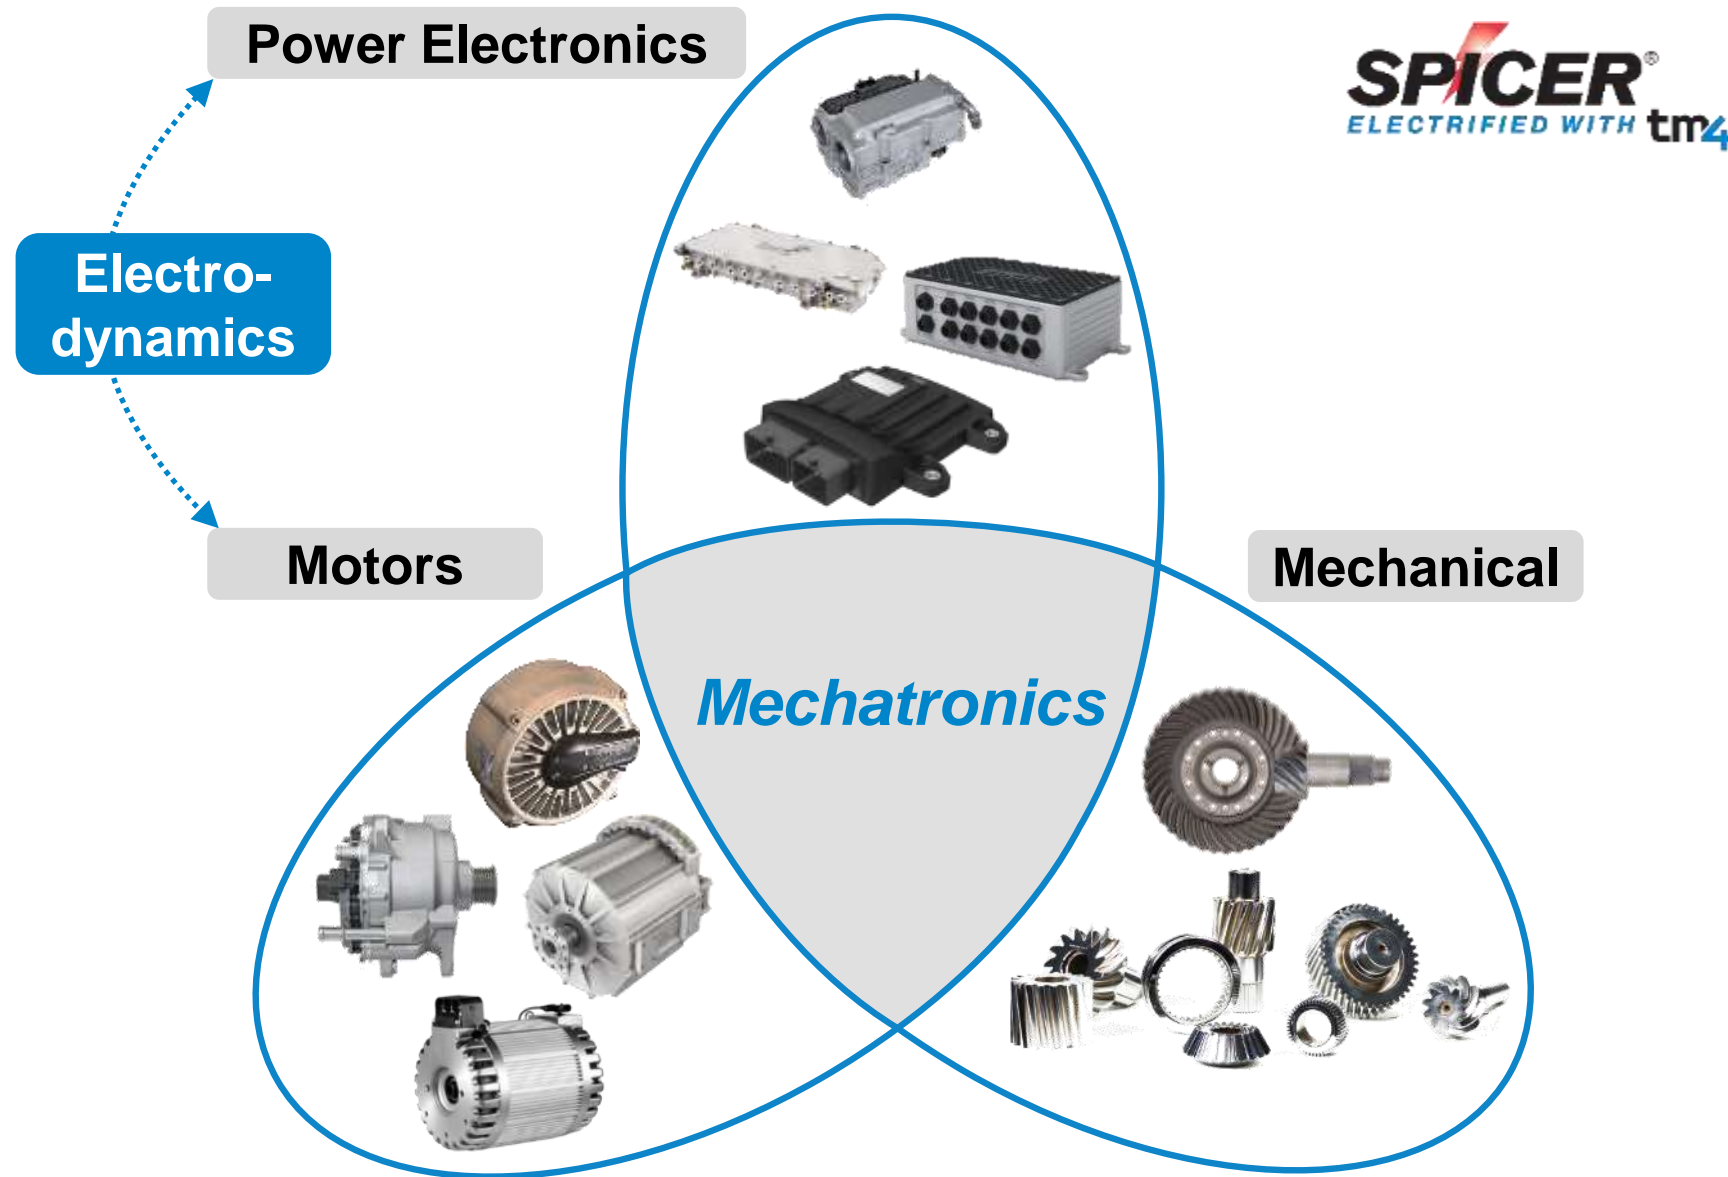 Power Electronics
SPICER®
ELECTRIFIED WITH tm4
Electro-
dynamics
Motors
Mechanical
Mechatronics